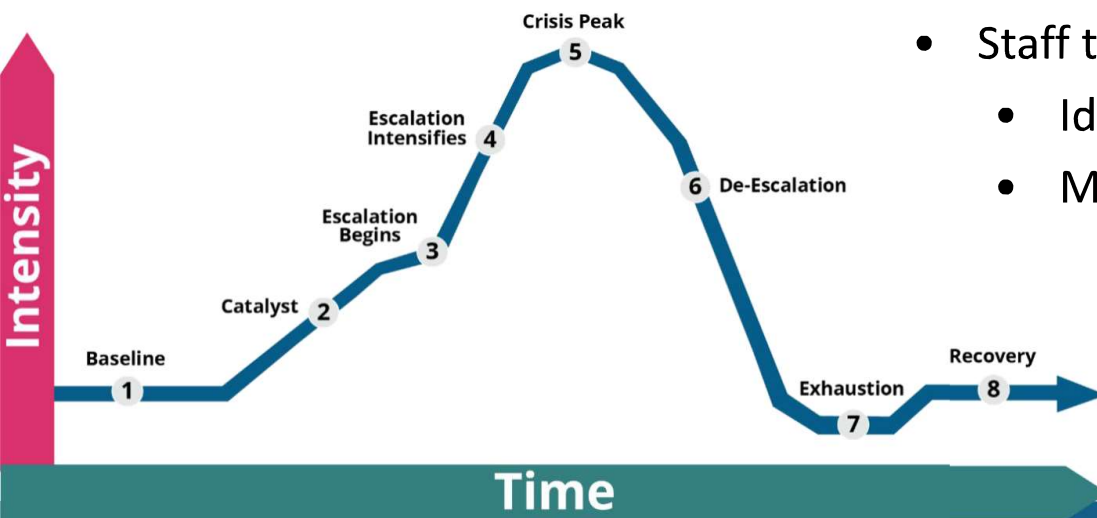 Crisis Peak
5
Escalation
Intensifies
4
Escalation
Begins
3
Catalyst
2
Baseline
1
6
De-Escalation
Exhaustion
7
Recovery
8
Intensity
Time
• Staff
•
•